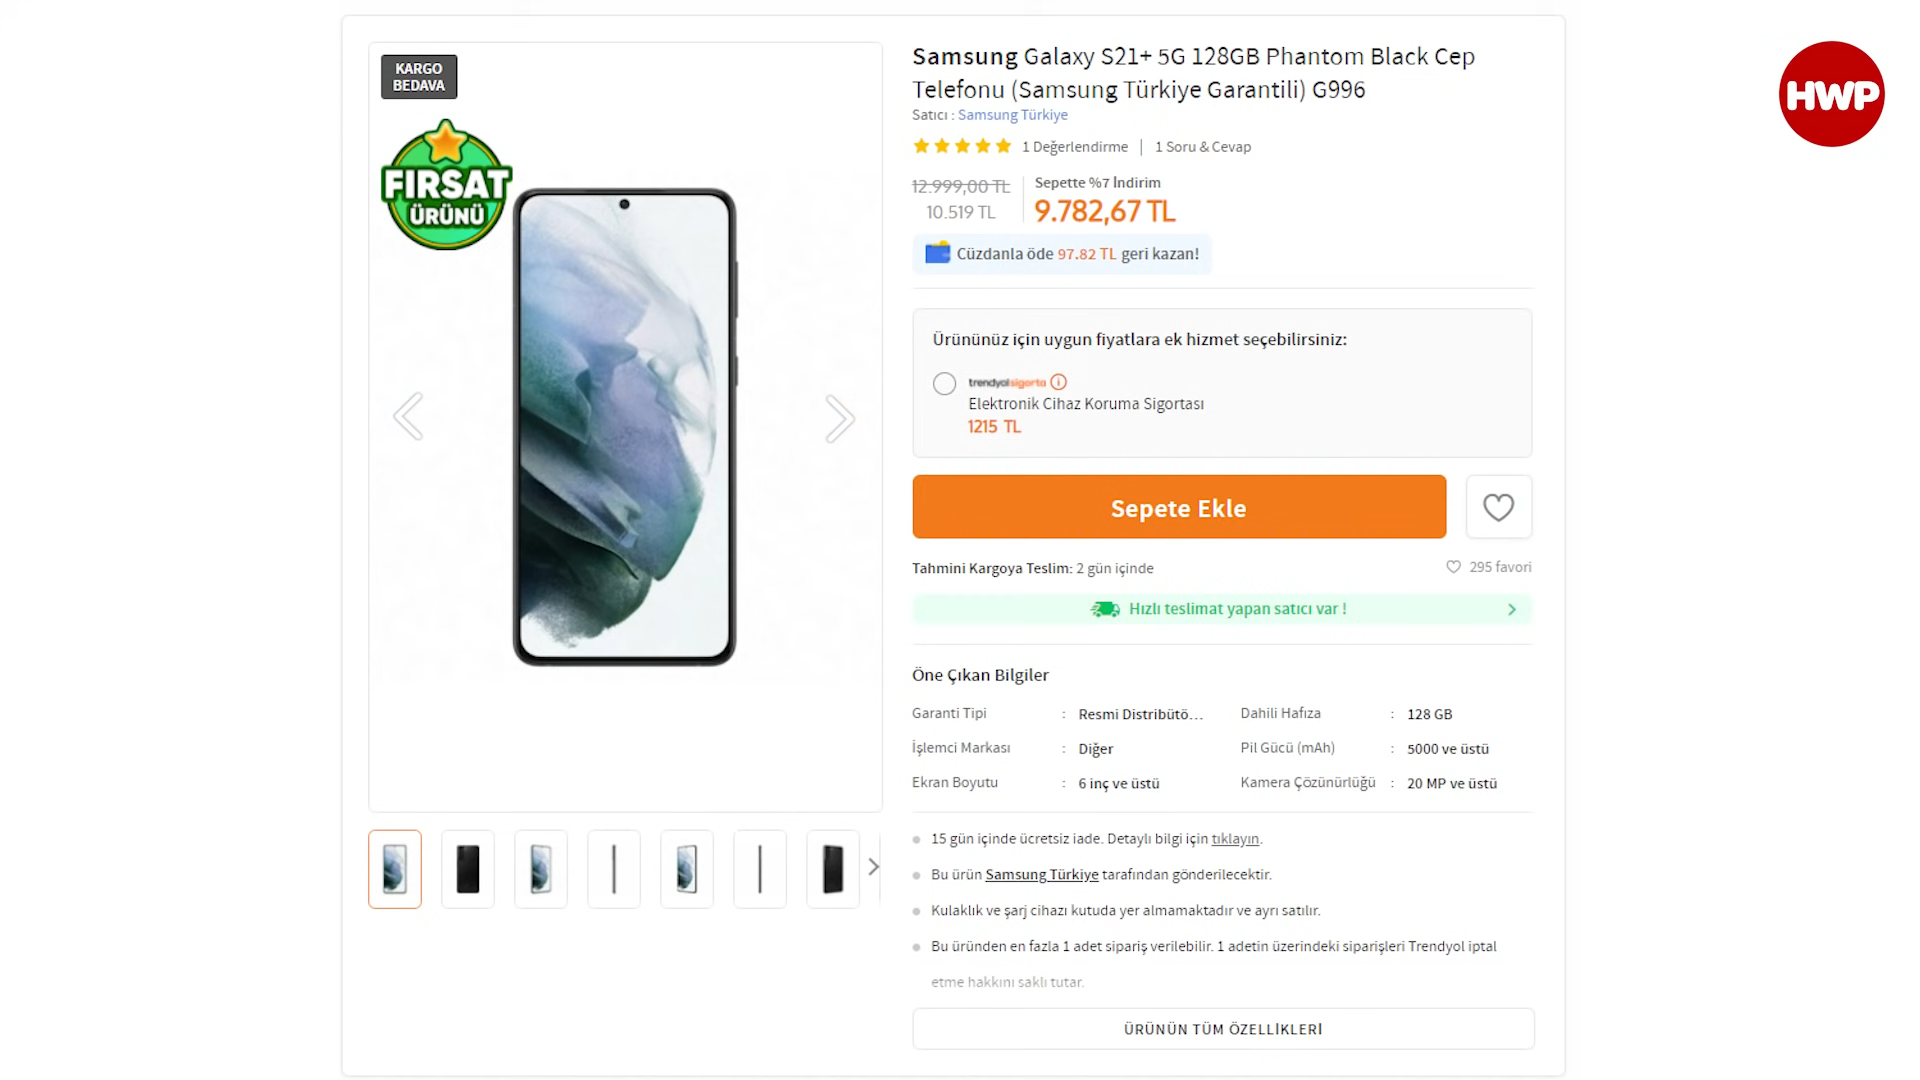 KARGO
BEDAVA
FIRSAT
ÜRÜNÜ
Samsung Galaxy S21+ 5G 128GB Phantom Black Cep
Telefonu (Samsung Türkiye Garantili) G996
Satıcı : Samsung Türkiye
1 Değerlendirme | 1 Soru & Cevap
12.999,00 TL
10.519 TL
Sepette %7 İndirim
9.782,67 TL
Cüzdanla öde 97.82 TL geri kazan!
Ürününüz için uygun fiyatlara ek hizmet seçebilirsiniz:
trendyolsigorta
Elektronik Cihaz Koruma Sigortası
1215 TL
Sepete Ekle
Tahmini Kargoya Teslim: 2 gün içinde
295 favori
Hızlı teslimat yapan satıcı var !
Öne Çıkan Bilgiler
Garanti Tipi : Resmi Distribütö... Dahili Hafıza : 128 GB
İşlemci Markası : Diğer Pil Gücü (mAh) : 5000 ve üstü
Ekran Boyutu : 6 inç ve üstü Kamera Çözünürlüğü : 20 MP ve üstü
15 gün içinde ücretsiz iade. Detaylı bilgi için tıklayın.
Bu ürün Samsung Türkiye tarafından gönderilecektir.
Kulaklık ve şarj cihazı kutuda yer almamaktadır ve ayrı satılır.
Bu üründen en fazla 1 adet sipariş verilebilir. 1 adetin üzerindeki siparişleri Trendyol iptal
etme hakkını saklı tutar.
ÜRÜNÜN TÜM ÖZELLİKLERİ
HWP